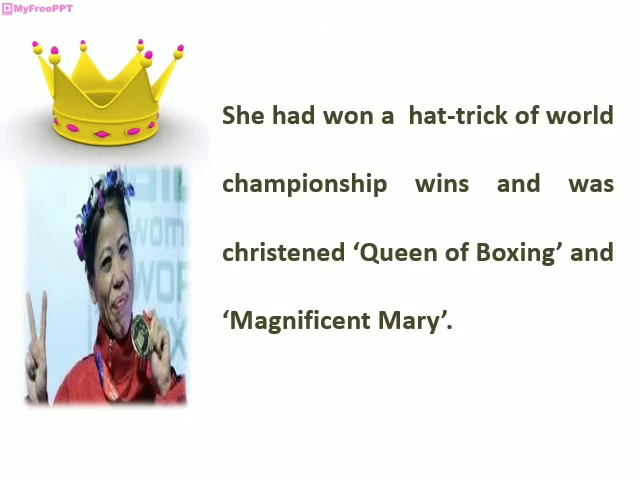 MyFreePPT
She had won a hat-trick of world
championship wins and was
christened ‘Queen of Boxing’ and
‘Magnificent Mary’.